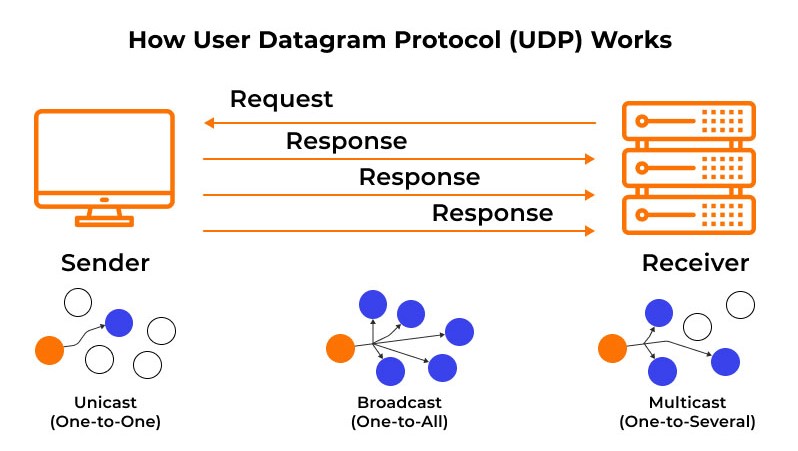 How User Datagram Protocol (UDP) Works
Request
Response
Response
Response
Sender
Receiver
Unicast
(One-to-One)
Broadcast
(One-to-All)
Multicast
(One-to-Several)